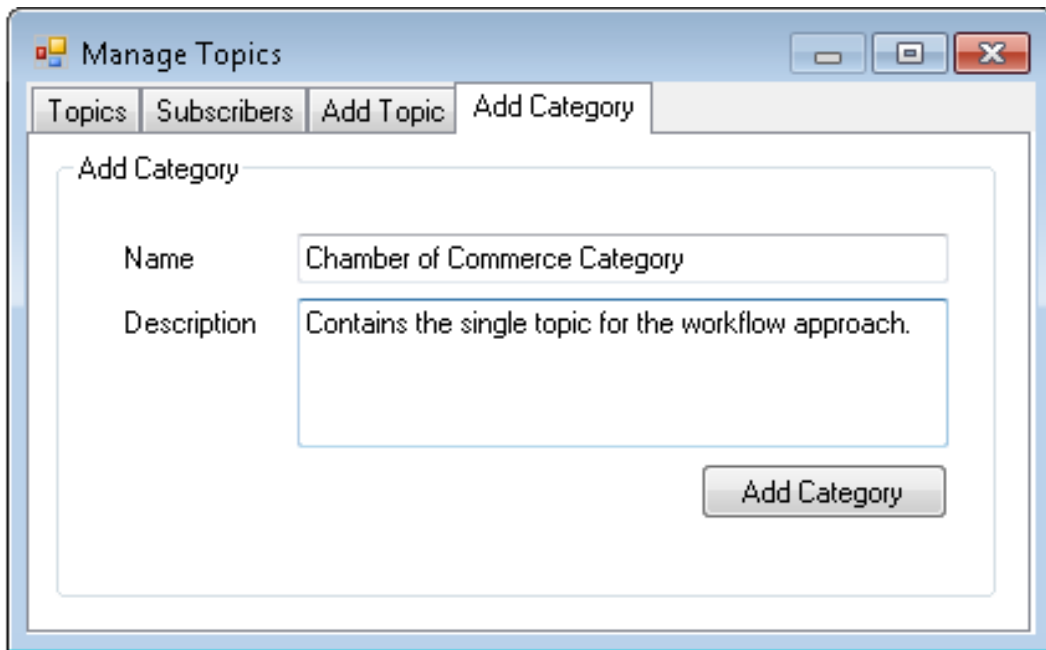 Manage Topics
Topics Subscribers Add Topic Add Category
Add Category
Name Chamber of Commerce Category
Description Contains the single topic for the workflow approach.
Add Category